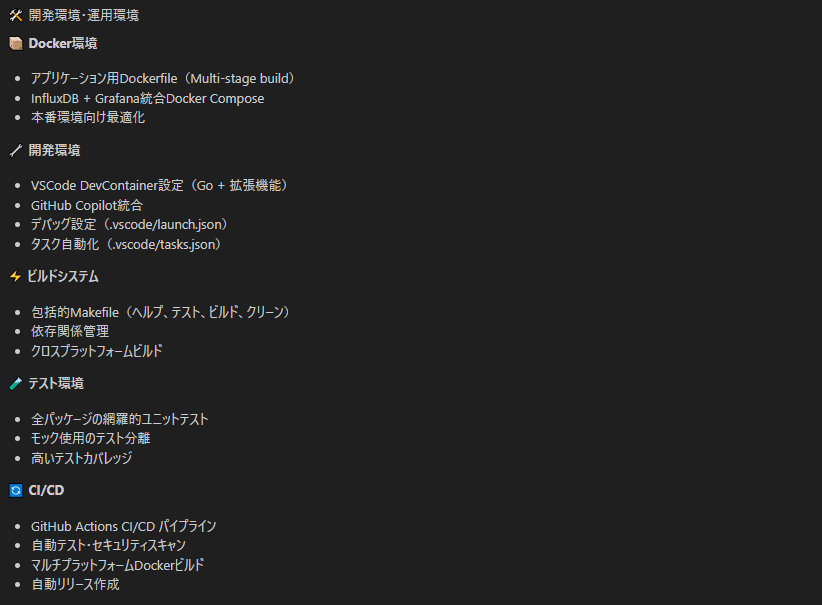 🛠 開発環境・運用環境
📦 Docker環境
• アプリケーション用Dockerfile（Multi-stage build）
• InfluxDB + Grafana統合Docker Compose
• 本番環境向け最適化
🔧 開発環境
• VSCode DevContainer設定（Go + 拡張機能）
• GitHub Copilot統合
• デバッグ設定（.vscode/launch.json）
• タスク自動化（.vscode/tasks.json）
⚡ ビルドシステム
• 包括的Makefile（ヘルプ、テスト、ビルド、クリーン）
• 依存関係管理
• クロスプラットフォームビルド
🧪 テスト環境
• 全パッケージの網羅的ユニットテスト
• モック使用のテスト分離
• 高いテストカバレッジ
🔄 CI/CD
• GitHub Actions CI/CD パイプライン
• 自動テスト・セキュリティスキャン
• マルチプラットフォームDockerビルド
• 自動リリース作成